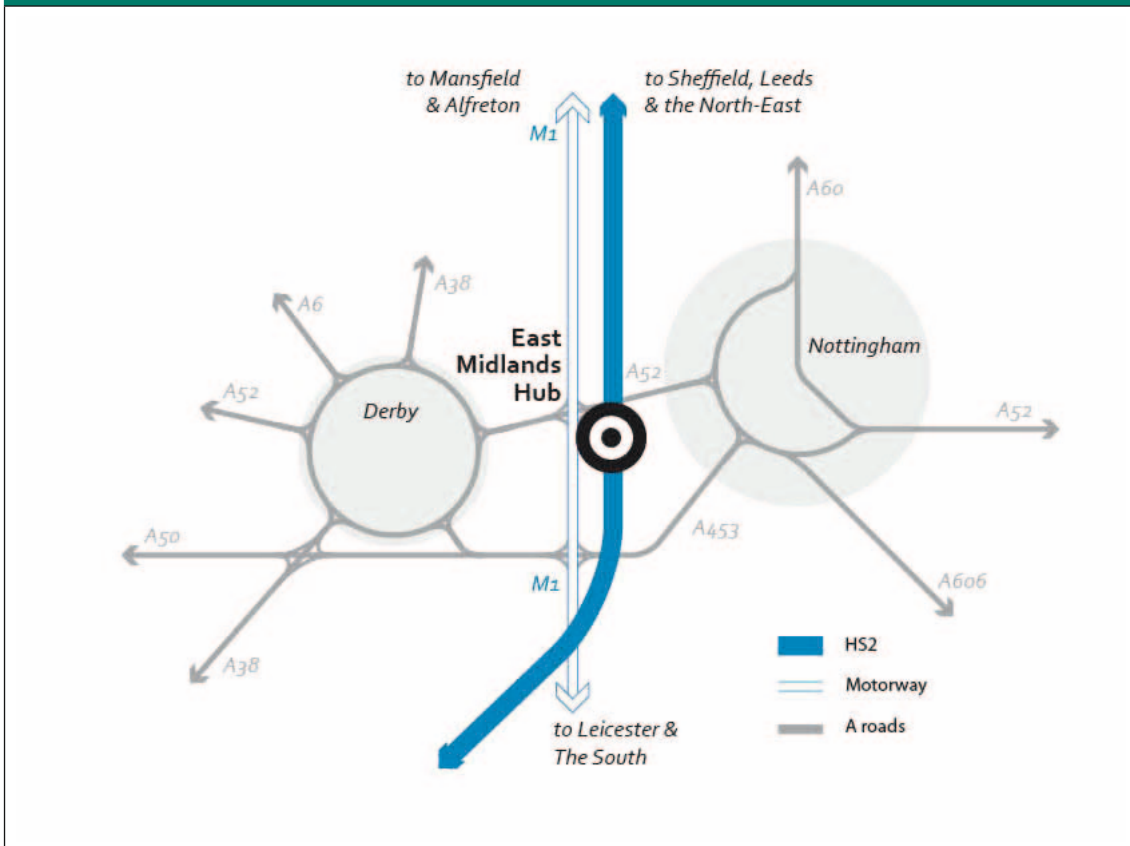 to Mansfield
& Alfreton
to Sheffield, Leeds
& the North-East
M1
A60
A38
A6
East
Midlands
Hub
Nottingham
A52
A52
Derby
A52
A50
A453
M1
A606
A38
HS2
Motorway
A roads
to Leicester &
The South